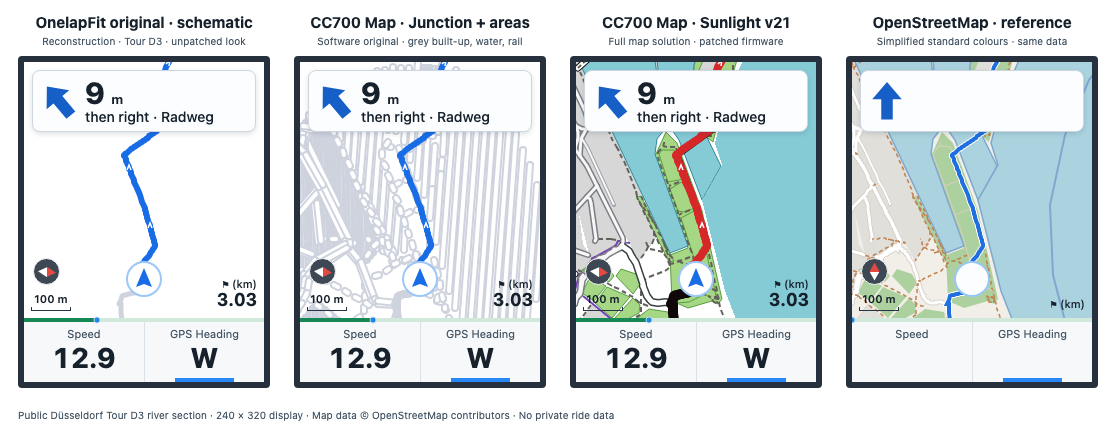 OnelapFit original · schematic
Reconstruction · Tour D3 · unpatched look
9 m
then right · Radweg
100 m
(km)
3.03
Speed
12.9
GPS Heading
W
CC700 Map · Junction + areas
Software original · grey built-up, water, rail
9 m
then right · Radweg
100 m
(km)
3.03
Speed
12.9
GPS Heading
W
CC700 Map · Sunlight v21
Full map solution · patched firmware
9 m
then right · Radweg
100 m
(km)
3.03
Speed
12.9
GPS Heading
W
OpenStreetMap · reference
Simplified standard colours · same data
100 m
(km)
Speed
GPS Heading
Public Düsseldorf Tour D3 river section · 240 × 320 display · Map data © OpenStreetMap contributors · No private ride data